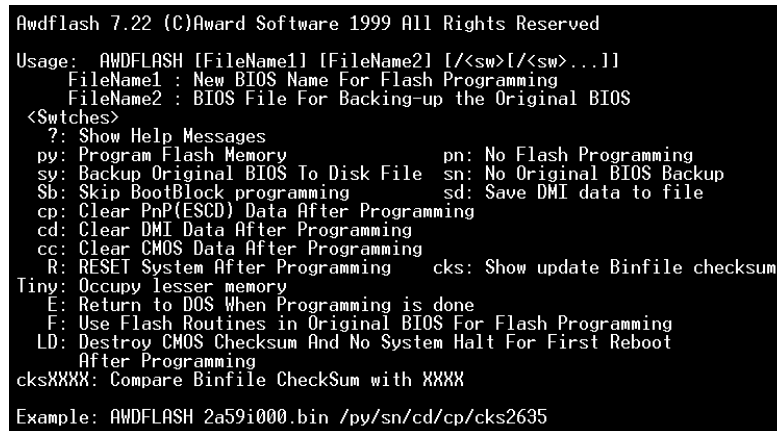 Awdflash 7.22 (C)Award Software 1999 All Rights Reserved
Usage:  AWDFLASH [FileName1] [FileName2] [/<sw>[/<sw>...]]
FileName1 : New BIOS Name For Flash Programming
FileName2 : BIOS File For Backing-up the Original BIOS
<Swtches>
?: Show Help Messages
py: Program Flash Memory pn: No Flash Programming
sy: Backup Original BIOS To Disk File sn: No Original BIOS Backup
Sb: Skip BootBlock programming sd: Save DMI data to file
cp: Clear PnP(ESCD) Data After Programming
cd: Clear DMI Data After Programming
cc: Clear CMOS Data After Programming
R: RESET System After Programming cks: Show update Binfile checksum
Tiny: Occupy lesser memory
E: Return to DOS When Programming is done
F: Use Flash Routines in Original BIOS For Flash Programming
LD: Destroy CMOS Checksum And No System Halt For First Reboot
After Programming
cksXXXX: Compare Binfile CheckSum with XXXX
Example: AWDFLASH 2a59i000.bin /py/sn/cd/cp/cks2635